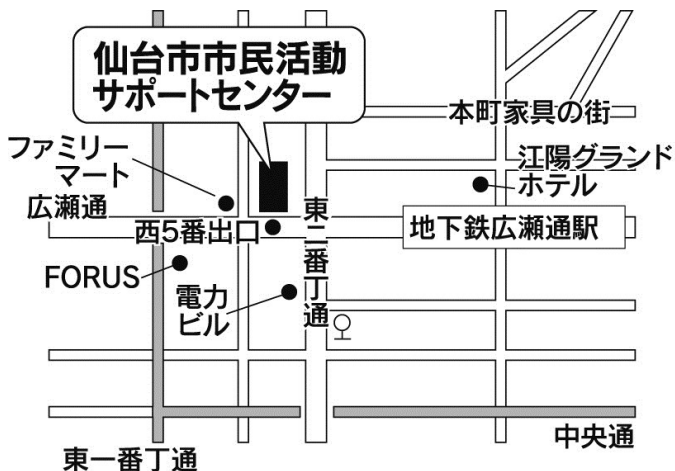 仙台市市民活動
サポートセンター
本町家具の街
ファミリー
マート
江陽グランド
ホテル
広瀬通
西5番出口
東二番丁通
地下鉄広瀬通駅
FORUS
電力
ビル
中央通
東一番丁通